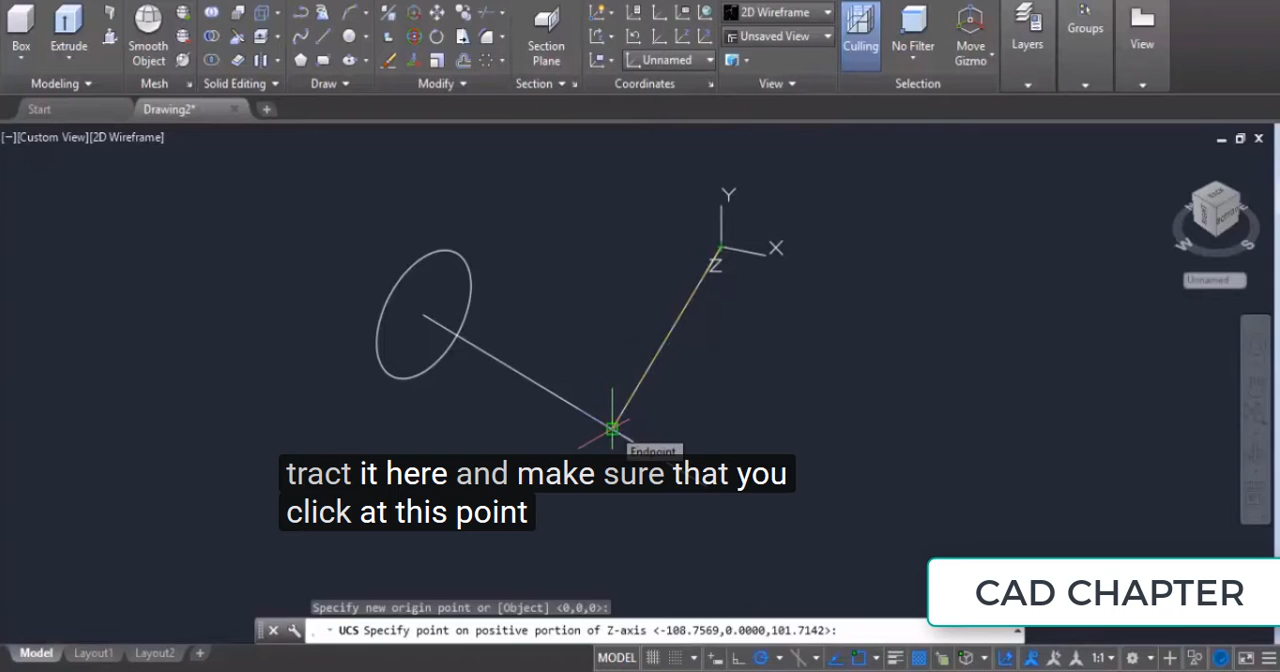 2D Wireframe
Box Extrude Smooth Object Section Plane Unsaved View Culling No Filter Move Gizmo Layers Groups View
Unnamed
Modeling Mesh Solid Editing Draw Modify Section Coordinates View Selection
Start Drawing2*
[−][Custom View][2D Wireframe]
Y
X
Z
BACK
RIGHT
BOTTOM
W S
Unnamed
Endpoint
tract it here and make sure that you
click at this point
CAD CHAPTER
Specify new origin point or [Object] <0,0,0>:
UCS Specify point on positive portion of Z-axis <-108.7569,0.0000,101.7142>:
Model Layout1 Layout2 MODEL 1:1